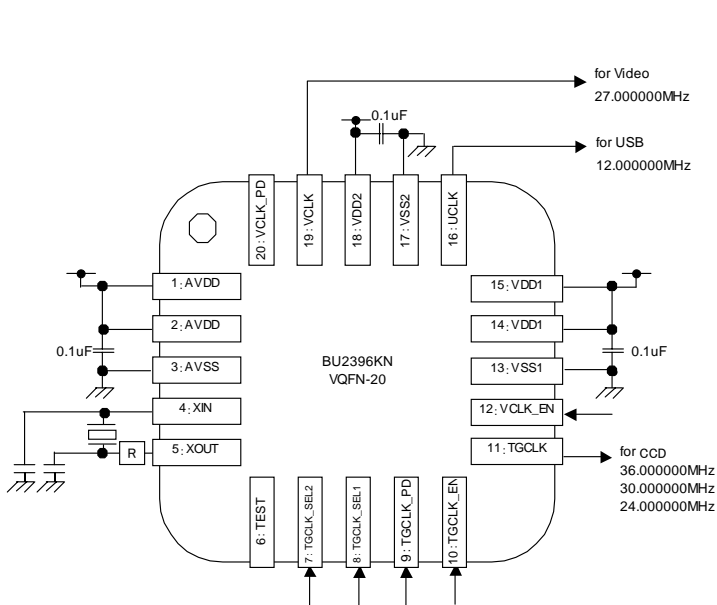 for Video
27.000000MHz
0.1uF
for USB
12.000000MHz
20:VCLK_PD
19:VCLK
18:VDD2
17:VSS2
16:UCLK
1:AVDD
15:VDD1
2:AVDD
14:VDD1
0.1uF
BU2396KN
VQFN-20
0.1uF
3:AVSS
13:VSS1
4:XIN
12:VCLK_EN
5:XOUT
R
11:TGCLK
for CCD
36.000000MHz
30.000000MHz
24.000000MHz
6:TEST
7:TGCLK_SEL2
8:TGCLK_SEL1
9:TGCLK_PD
10:TGCLK_EN